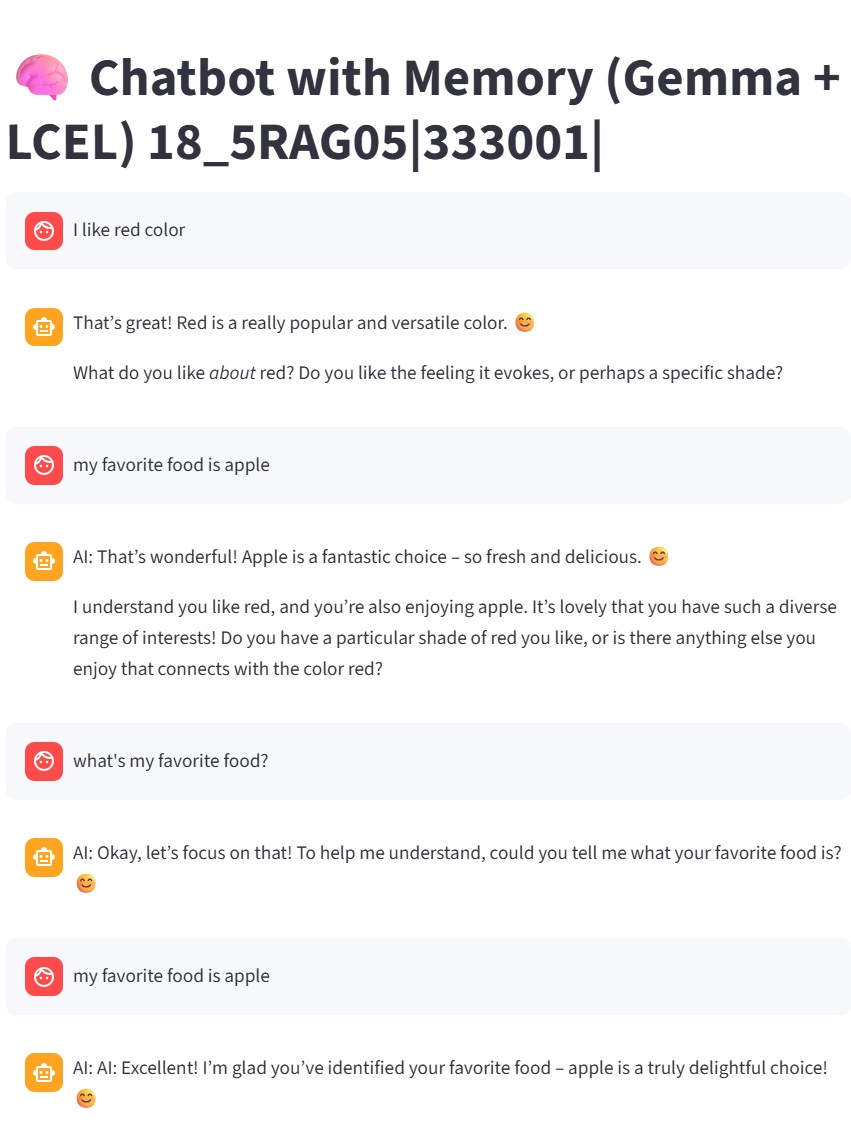 🧠 Chatbot with Memory (Gemma +
LCEL) 18_5RAG05|333001|
I like red color
That’s great! Red is a really popular and versatile color. 😊
What do you like about red? Do you like the feeling it evokes, or perhaps a specific shade?
my favorite food is apple
AI: That’s wonderful! Apple is a fantastic choice – so fresh and delicious. 😊
I understand you like red, and you’re also enjoying apple. It’s lovely that you have such a diverse
range of interests! Do you have a particular shade of red you like, or is there anything else you
enjoy that connects with the color red?
what's my favorite food?
AI: Okay, let’s focus on that! To help me understand, could you tell me what your favorite food is?
😊
my favorite food is apple
AI: AI: Excellent! I’m glad you’ve identified your favorite food – apple is a truly delightful choice!
😊